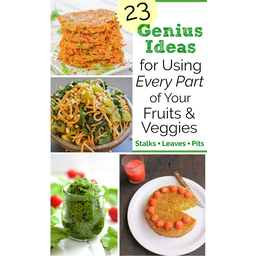 23
Genius
Ideas
for Using
Every Part
of Your
Fruits &
Veggies
Stalks • Leaves • Pits